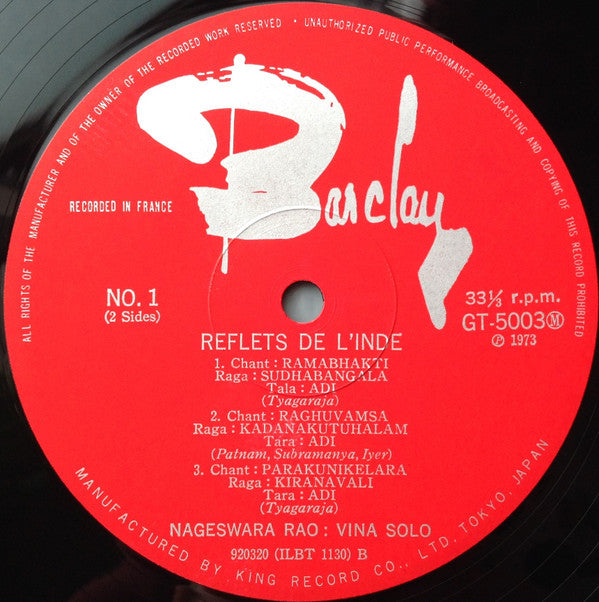 ALL RIGHTS OF THE MANUFACTURER AND OF THE OWNER OF THE RECORDED WORK RESERVED • UNAUTHORIZED PUBLIC PERFORMANCE BROADCASTING AND COPYING OF THIS RECORD PROHIBITED
Barclay
RECORDED IN FRANCE
NO. 1
(2 Sides)
33⅓ r.p.m.
GT-5003Ⓜ
Ⓟ 1973
REFLETS DE L'INDE
1. Chant : RAMABHAKTI
Raga : SUDHABANGALA
Tala : ADI
(Tyagaraja)
2. Chant : RAGHUVAMSA
Raga : KADANAKUTUHALAM
Tara : ADI
(Patnam, Subramanya, Iyer)
3. Chant : PARAKUNIKELARA
Raga : KIRANAVALI
Tara : ADI
(Tyagaraja)
NAGESWARA RAO : VINA SOLO
920320 (ILBT 1130) B
MANUFACTURED BY KING RECORD CO., LTD. TOKYO, JAPAN